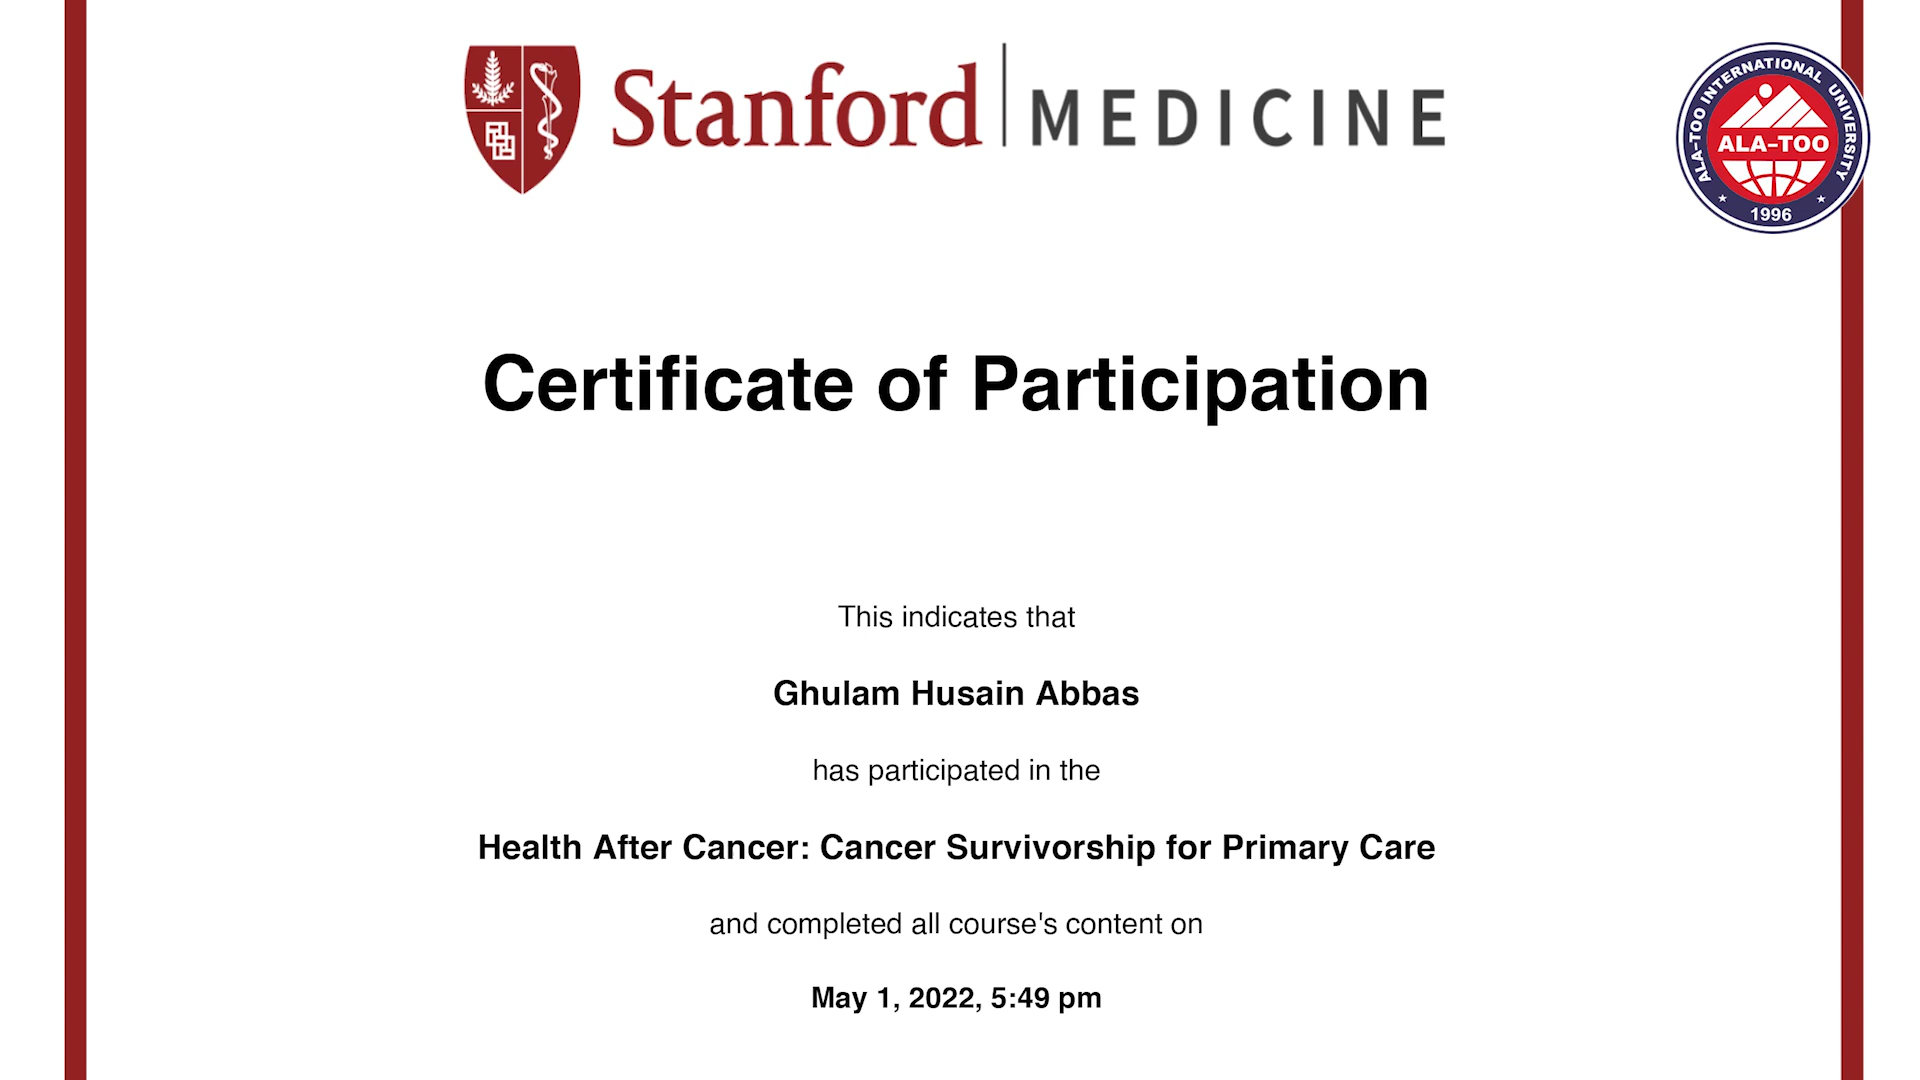 Stanford MEDICINE
ALA-TOO INTERNATIONAL UNIVERSITY
ALA-TOO
1996
Certificate of Participation
This indicates that
Ghulam Husain Abbas
has participated in the
Health After Cancer: Cancer Survivorship for Primary Care
and completed all course's content on
May 1, 2022, 5:49 pm